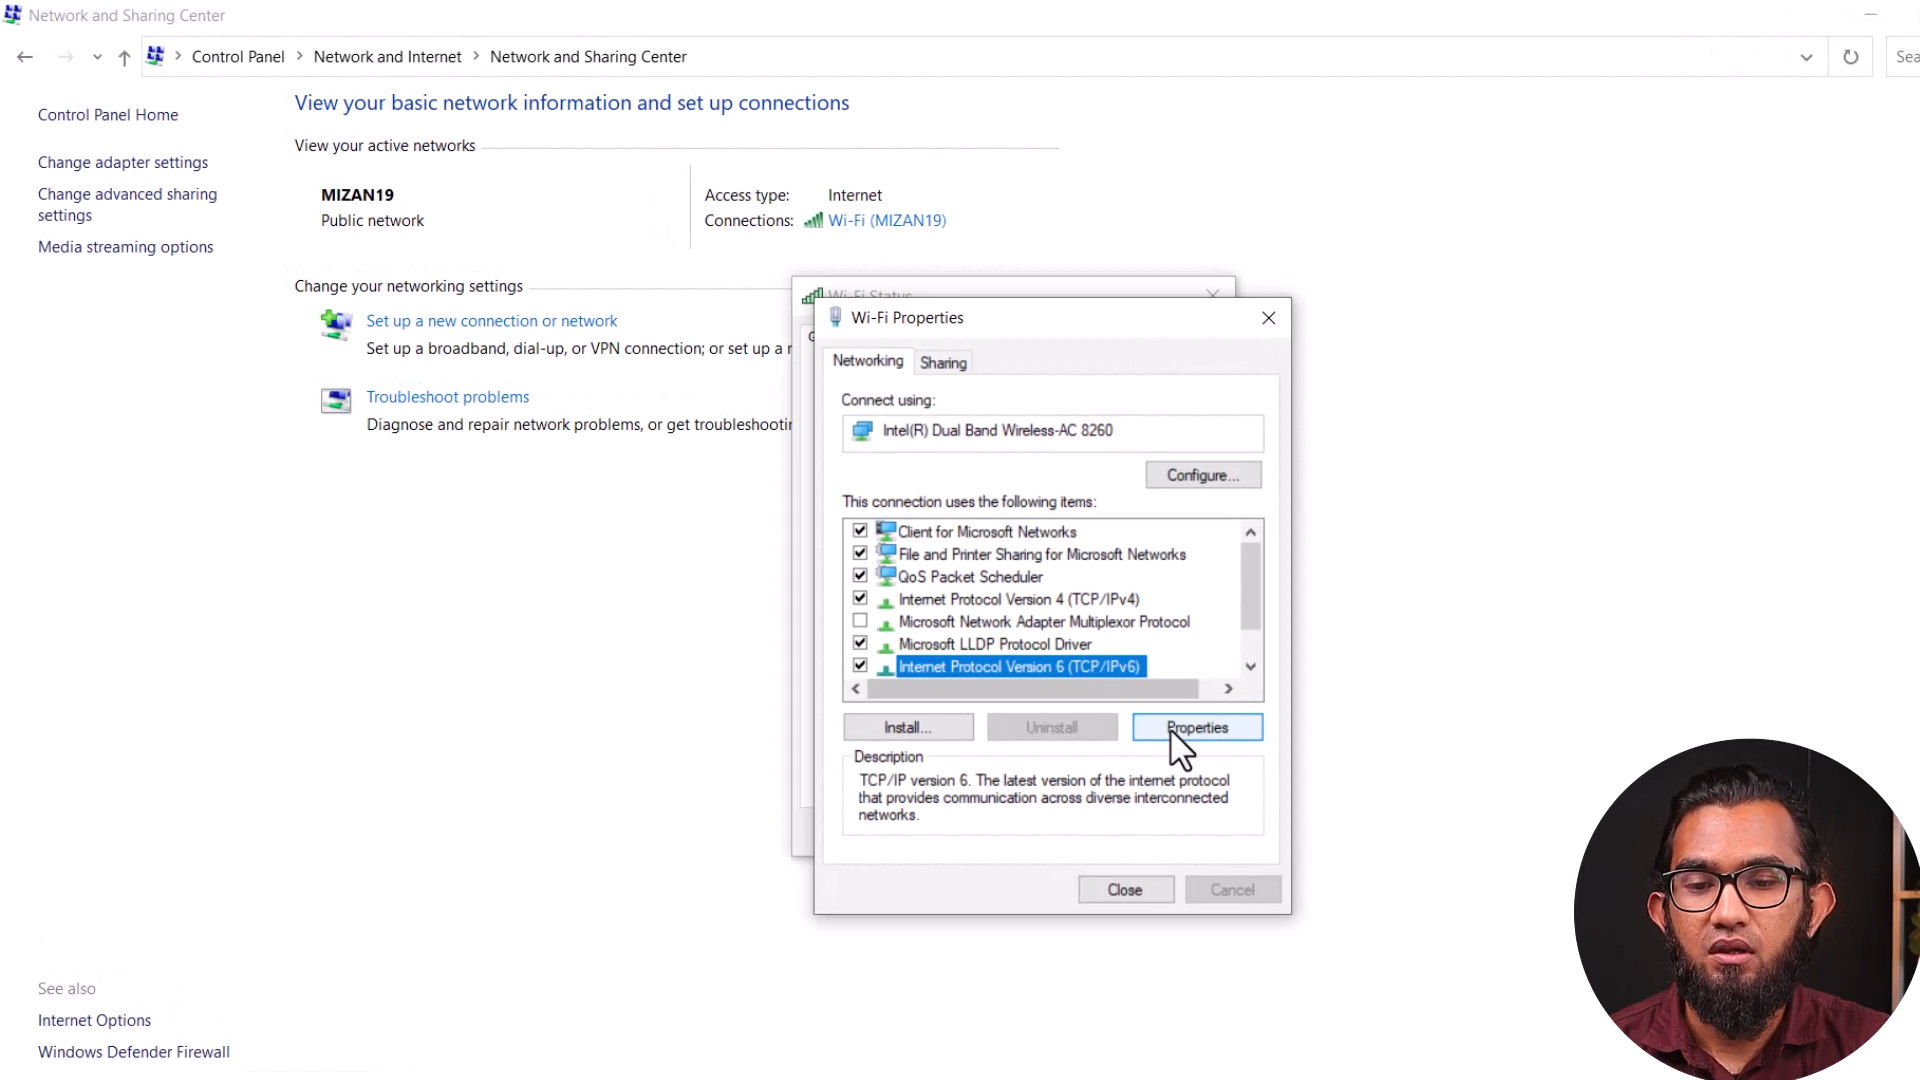 Network and Sharing Center
Control Panel
Network and Internet
Network and Sharing Center
Sea
Control Panel Home
Change adapter settings
Change advanced sharing
settings
Media streaming options
View your basic network information and set up connections
View your active networks
MIZAN19
Public network
Access type:
Internet
Connections:
Wi-Fi (MIZAN19)
Change your networking settings
Set up a new connection or network
Set up a broadband, dial-up, or VPN connection; or set up a r
Troubleshoot problems
Diagnose and repair network problems, or get troubleshootin
Wi-Fi Status
Wi-Fi Properties
Networking
Sharing
Connect using:
Intel(R) Dual Band Wireless-AC 8260
Configure...
This connection uses the following items:
Client for Microsoft Networks
File and Printer Sharing for Microsoft Networks
QoS Packet Scheduler
Internet Protocol Version 4 (TCP/IPv4)
Microsoft Network Adapter Multiplexor Protocol
Microsoft LLDP Protocol Driver
Internet Protocol Version 6 (TCP/IPv6)
Install...
Uninstall
Properties
Description
TCP/IP version 6. The latest version of the internet protocol
that provides communication across diverse interconnected
networks.
Close
Cancel
See also
Internet Options
Windows Defender Firewall